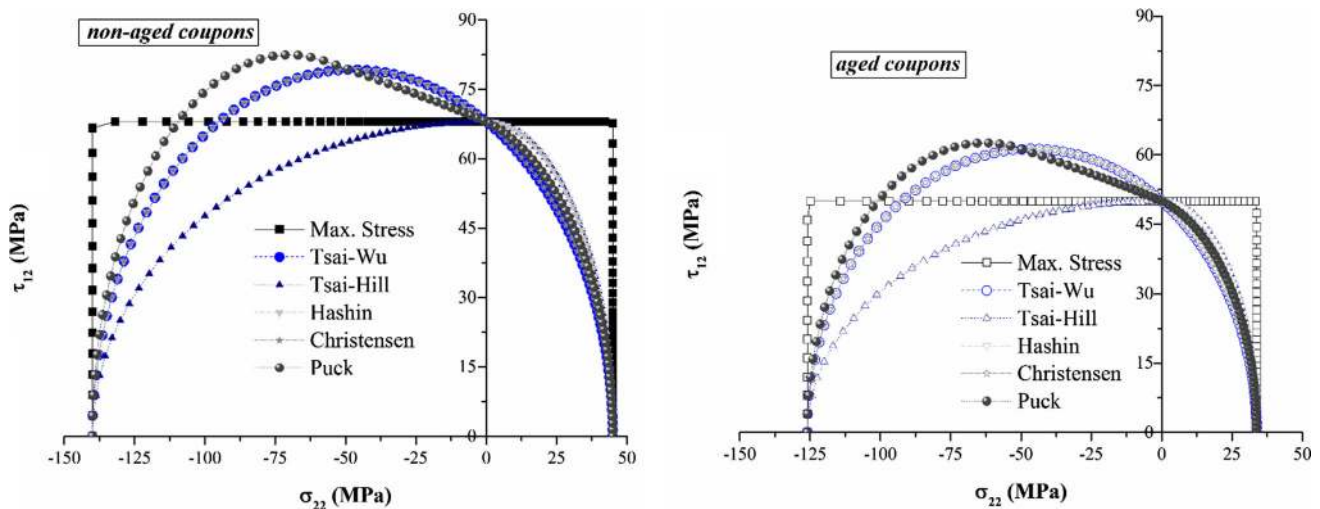 non-aged coupons
90
75
60
45
30
15
0
τ12 (MPa)
Max. Stress
Tsai-Wu
Tsai-Hill
Hashin
Christensen
Puck
-150 -125 -100 -75 -50 -25 0 25 50
σ22 (MPa)
aged coupons
90
75
60
45
30
15
0
τ12 (MPa)
Max. Stress
Tsai-Wu
Tsai-Hill
Hashin
Christensen
Puck
-150 -125 -100 -75 -50 -25 0 25 50
σ22 (MPa)